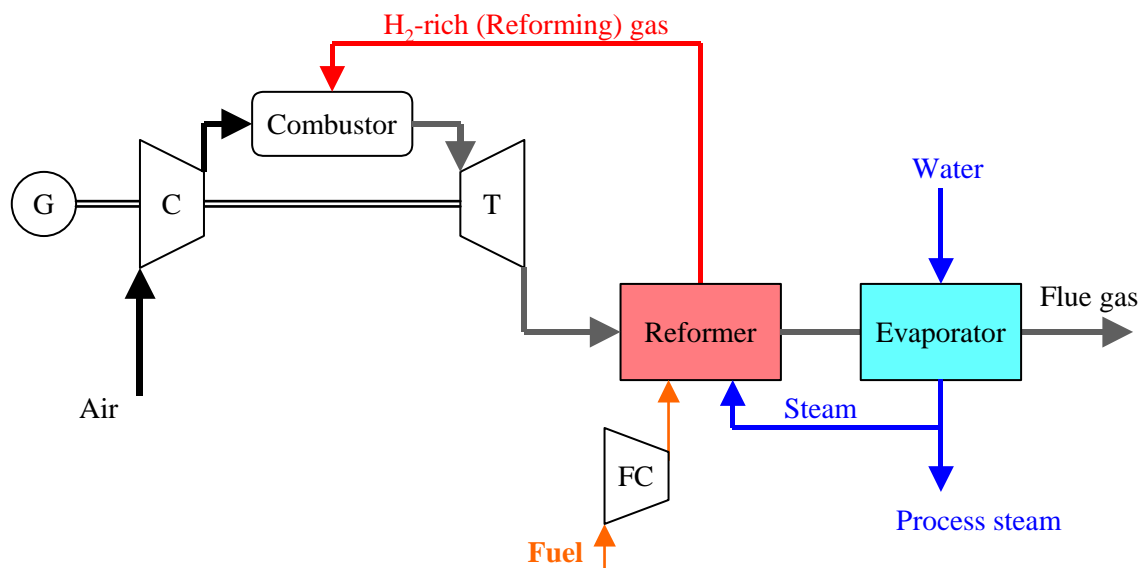 H₂-rich (Reforming) gas
Combustor
Water
G
C
T
Flue gas
Reformer
Evaporator
Air
Steam
FC
Process steam
Fuel